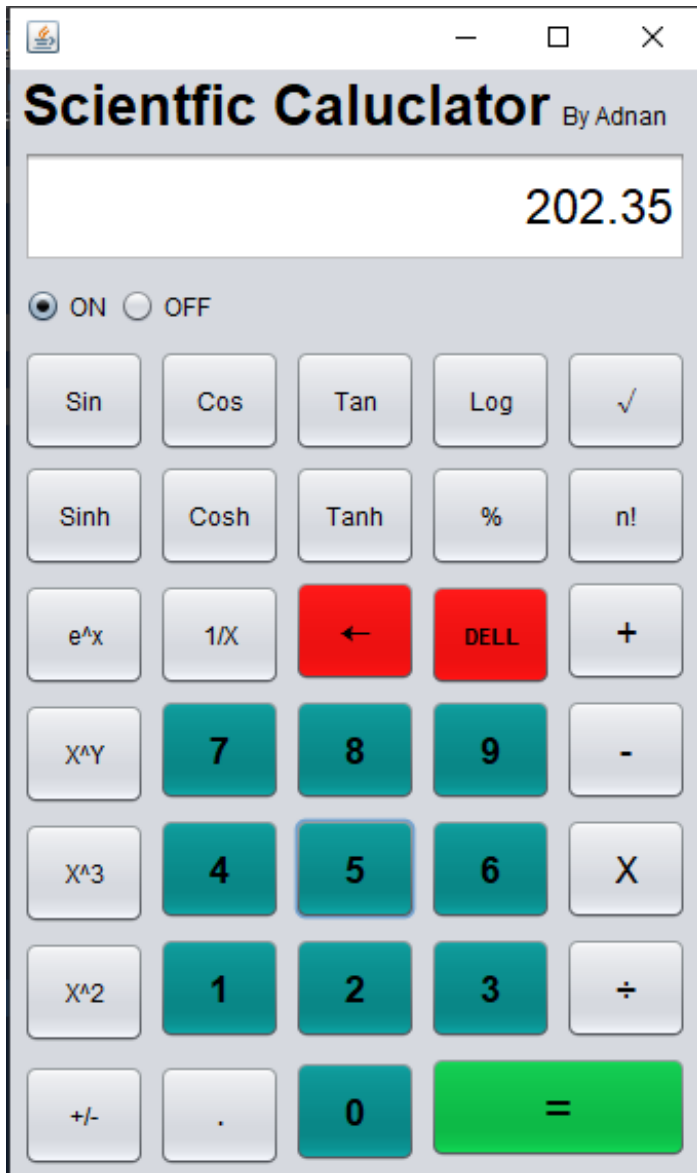 Scientfic Caluclator By Adnan
202.35
ON OFF
Sin Cos Tan Log √
Sinh Cosh Tanh % n!
e^x 1/X ← DELL +
X^Y 7 8 9 -
X^3 4 5 6 X
X^2 1 2 3 ÷
+/- . 0 =